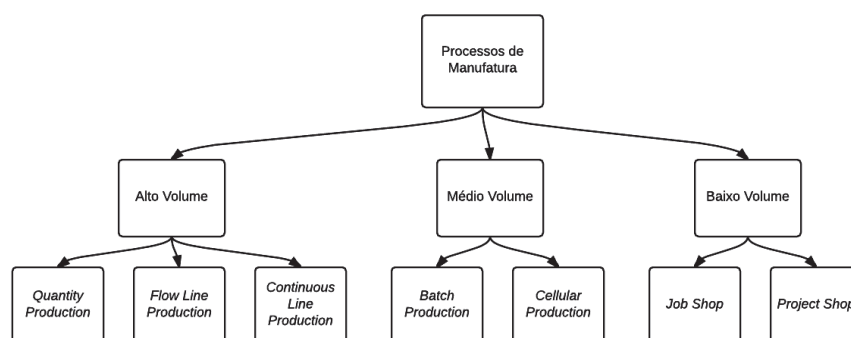 Processos de
Manufatura
Alto Volume
Médio Volume
Baixo Volume
Quantity
Production
Flow Line
Production
Continuous
Line
Production
Batch
Production
Cellular
Production
Job Shop
Project Shop